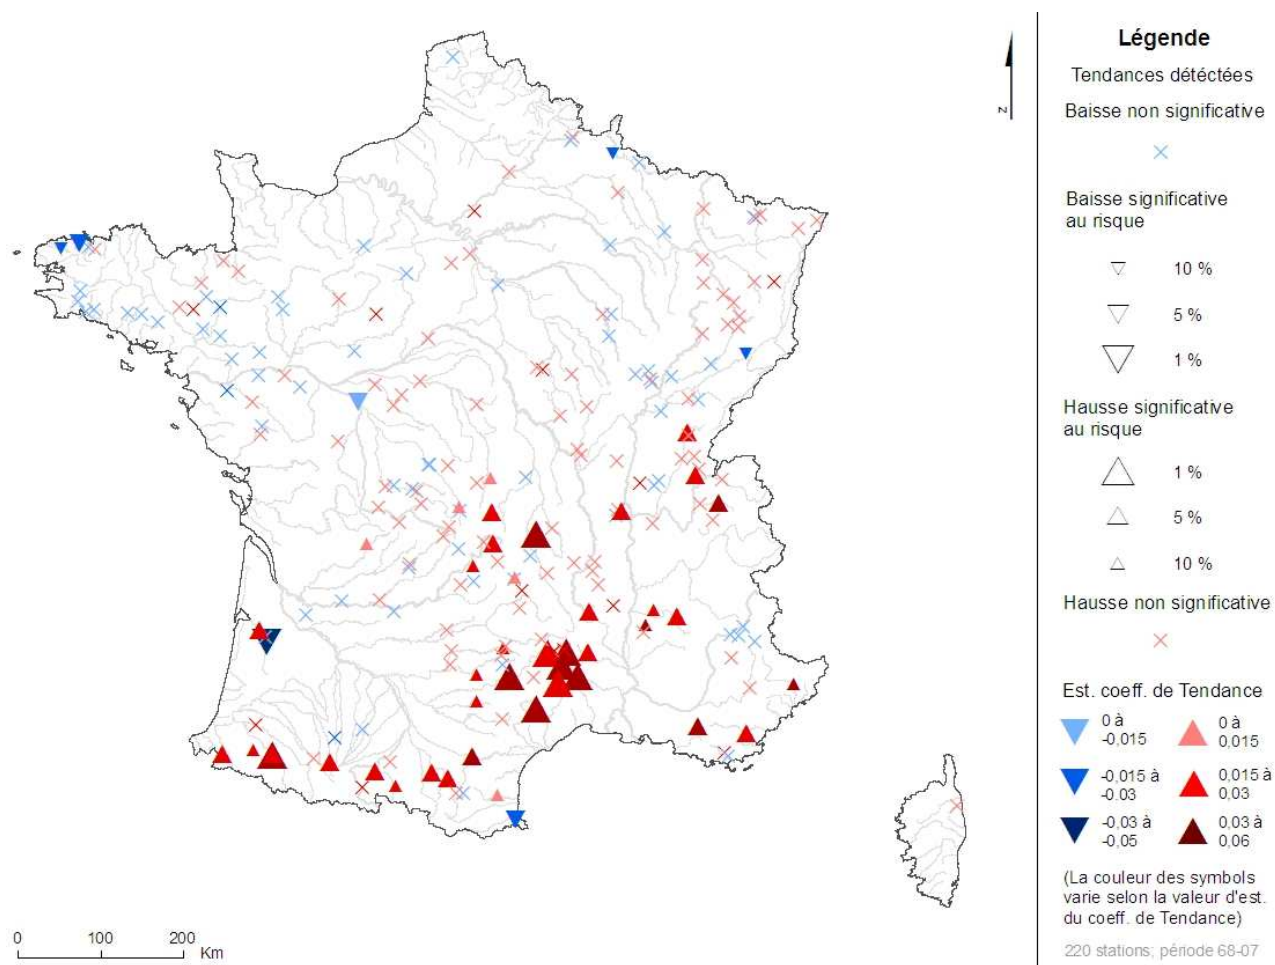 Légende
Tendances détéctées
Baisse non significative
Baisse significative
au risque
10 %
5 %
1 %
Hausse significative
au risque
1 %
5 %
10 %
Hausse non significative
Est. coeff. de Tendance
0 à
-0,015
0 à
0,015
-0,015 à
-0.03
0,015 à
0,03
-0,03 à
-0,05
0,03 à
0,06
(La couleur des symbols
varie selon la valeur d'est.
du coeff. de Tendance)
220 stations; période 68-07
z
0 100 200
Km